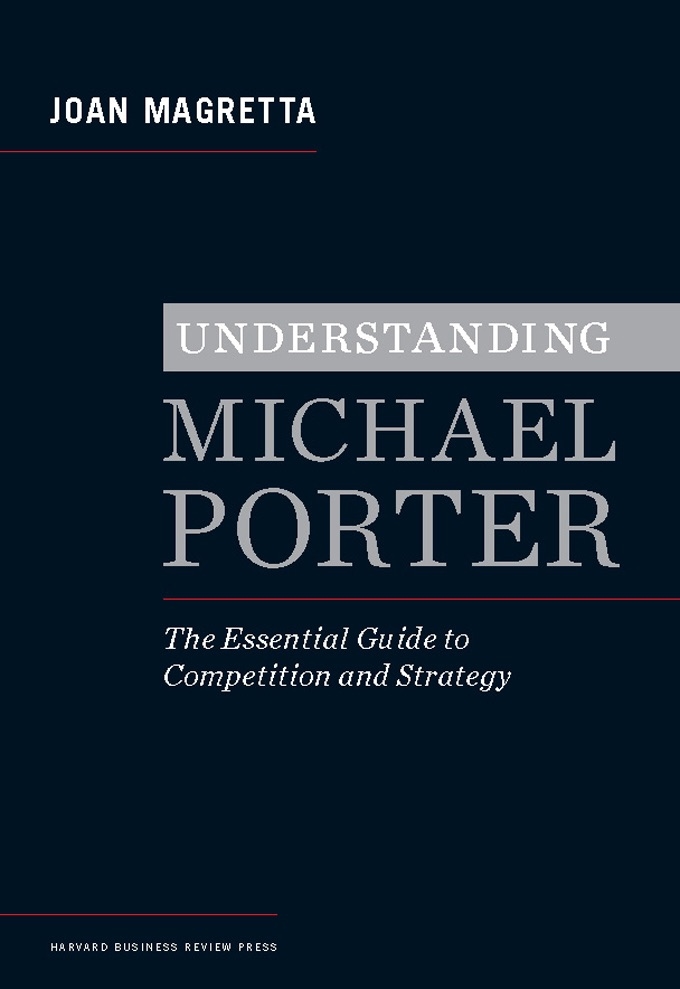 JOAN MAGRETTA
UNDERSTANDING
MICHAEL
PORTER
The Essential Guide to
Competition and Strategy
HARVARD BUSINESS REVIEW PRESS